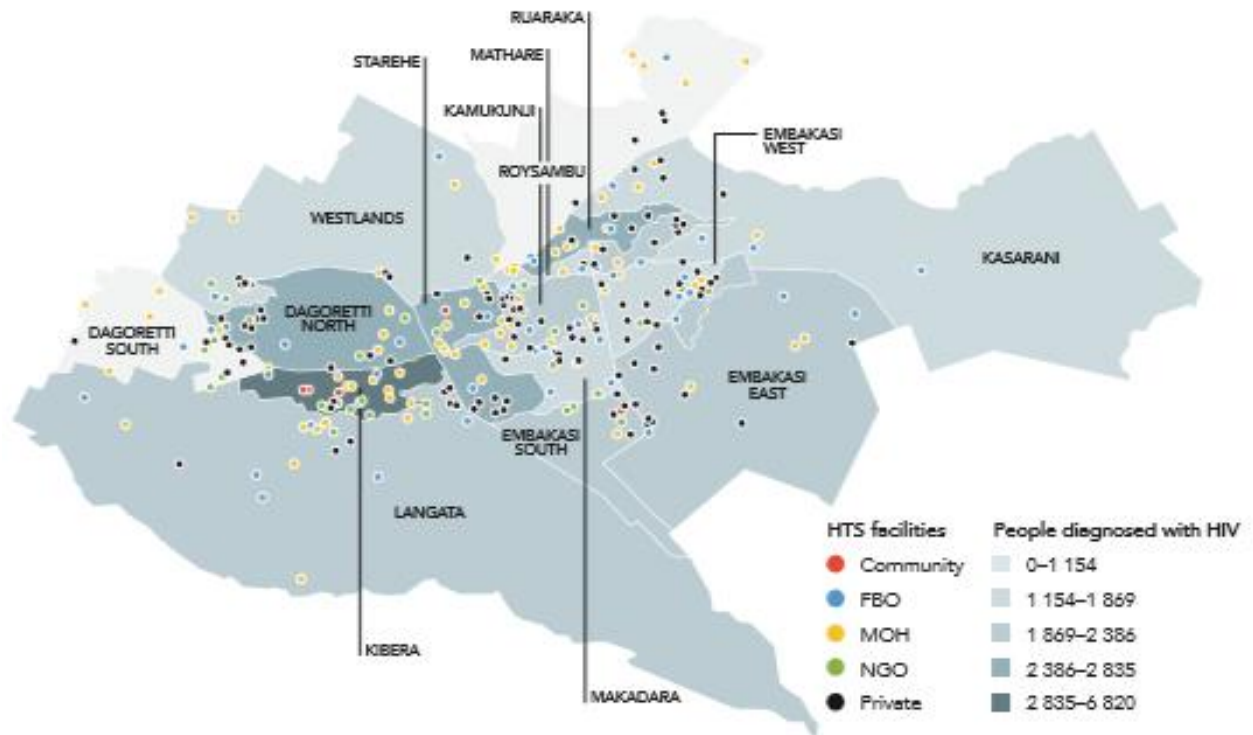 RUARAKA
MATHARE
STAREHE
KAMUKUNJI
EMBAKASI
WEST
ROYSAMBU
WESTLANDS
KASARANI
DAGORETTI
NORTH
DAGORETTI
SOUTH
EMBAKASI
EAST
EMBAKASI
SOUTH
LANGATA
KIBERA
MAKADARA
HTS facilities
Community
FBO
MOH
NGO
Private
People diagnosed with HIV
0–1 154
1 154–1 869
1 869–2 386
2 386–2 835
2 835–6 820